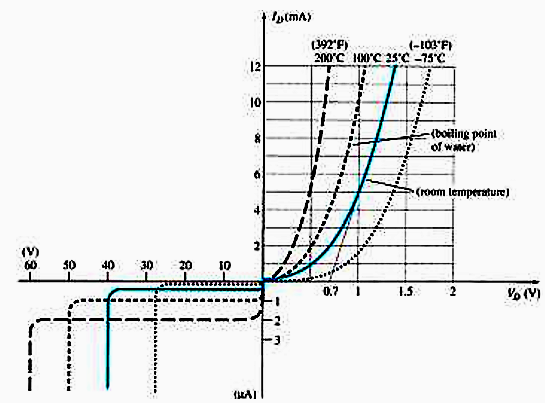 I_D (mA)
(392°F) (–103°F)
200°C 100°C 25°C –75°C
12
10
8
(boiling point
of water)
6
(room temperature)
4
2
(V)
60 50 40 30 20 10 0 0.7 1 1.5 2 V_D (V)
1
2
3
(μA)